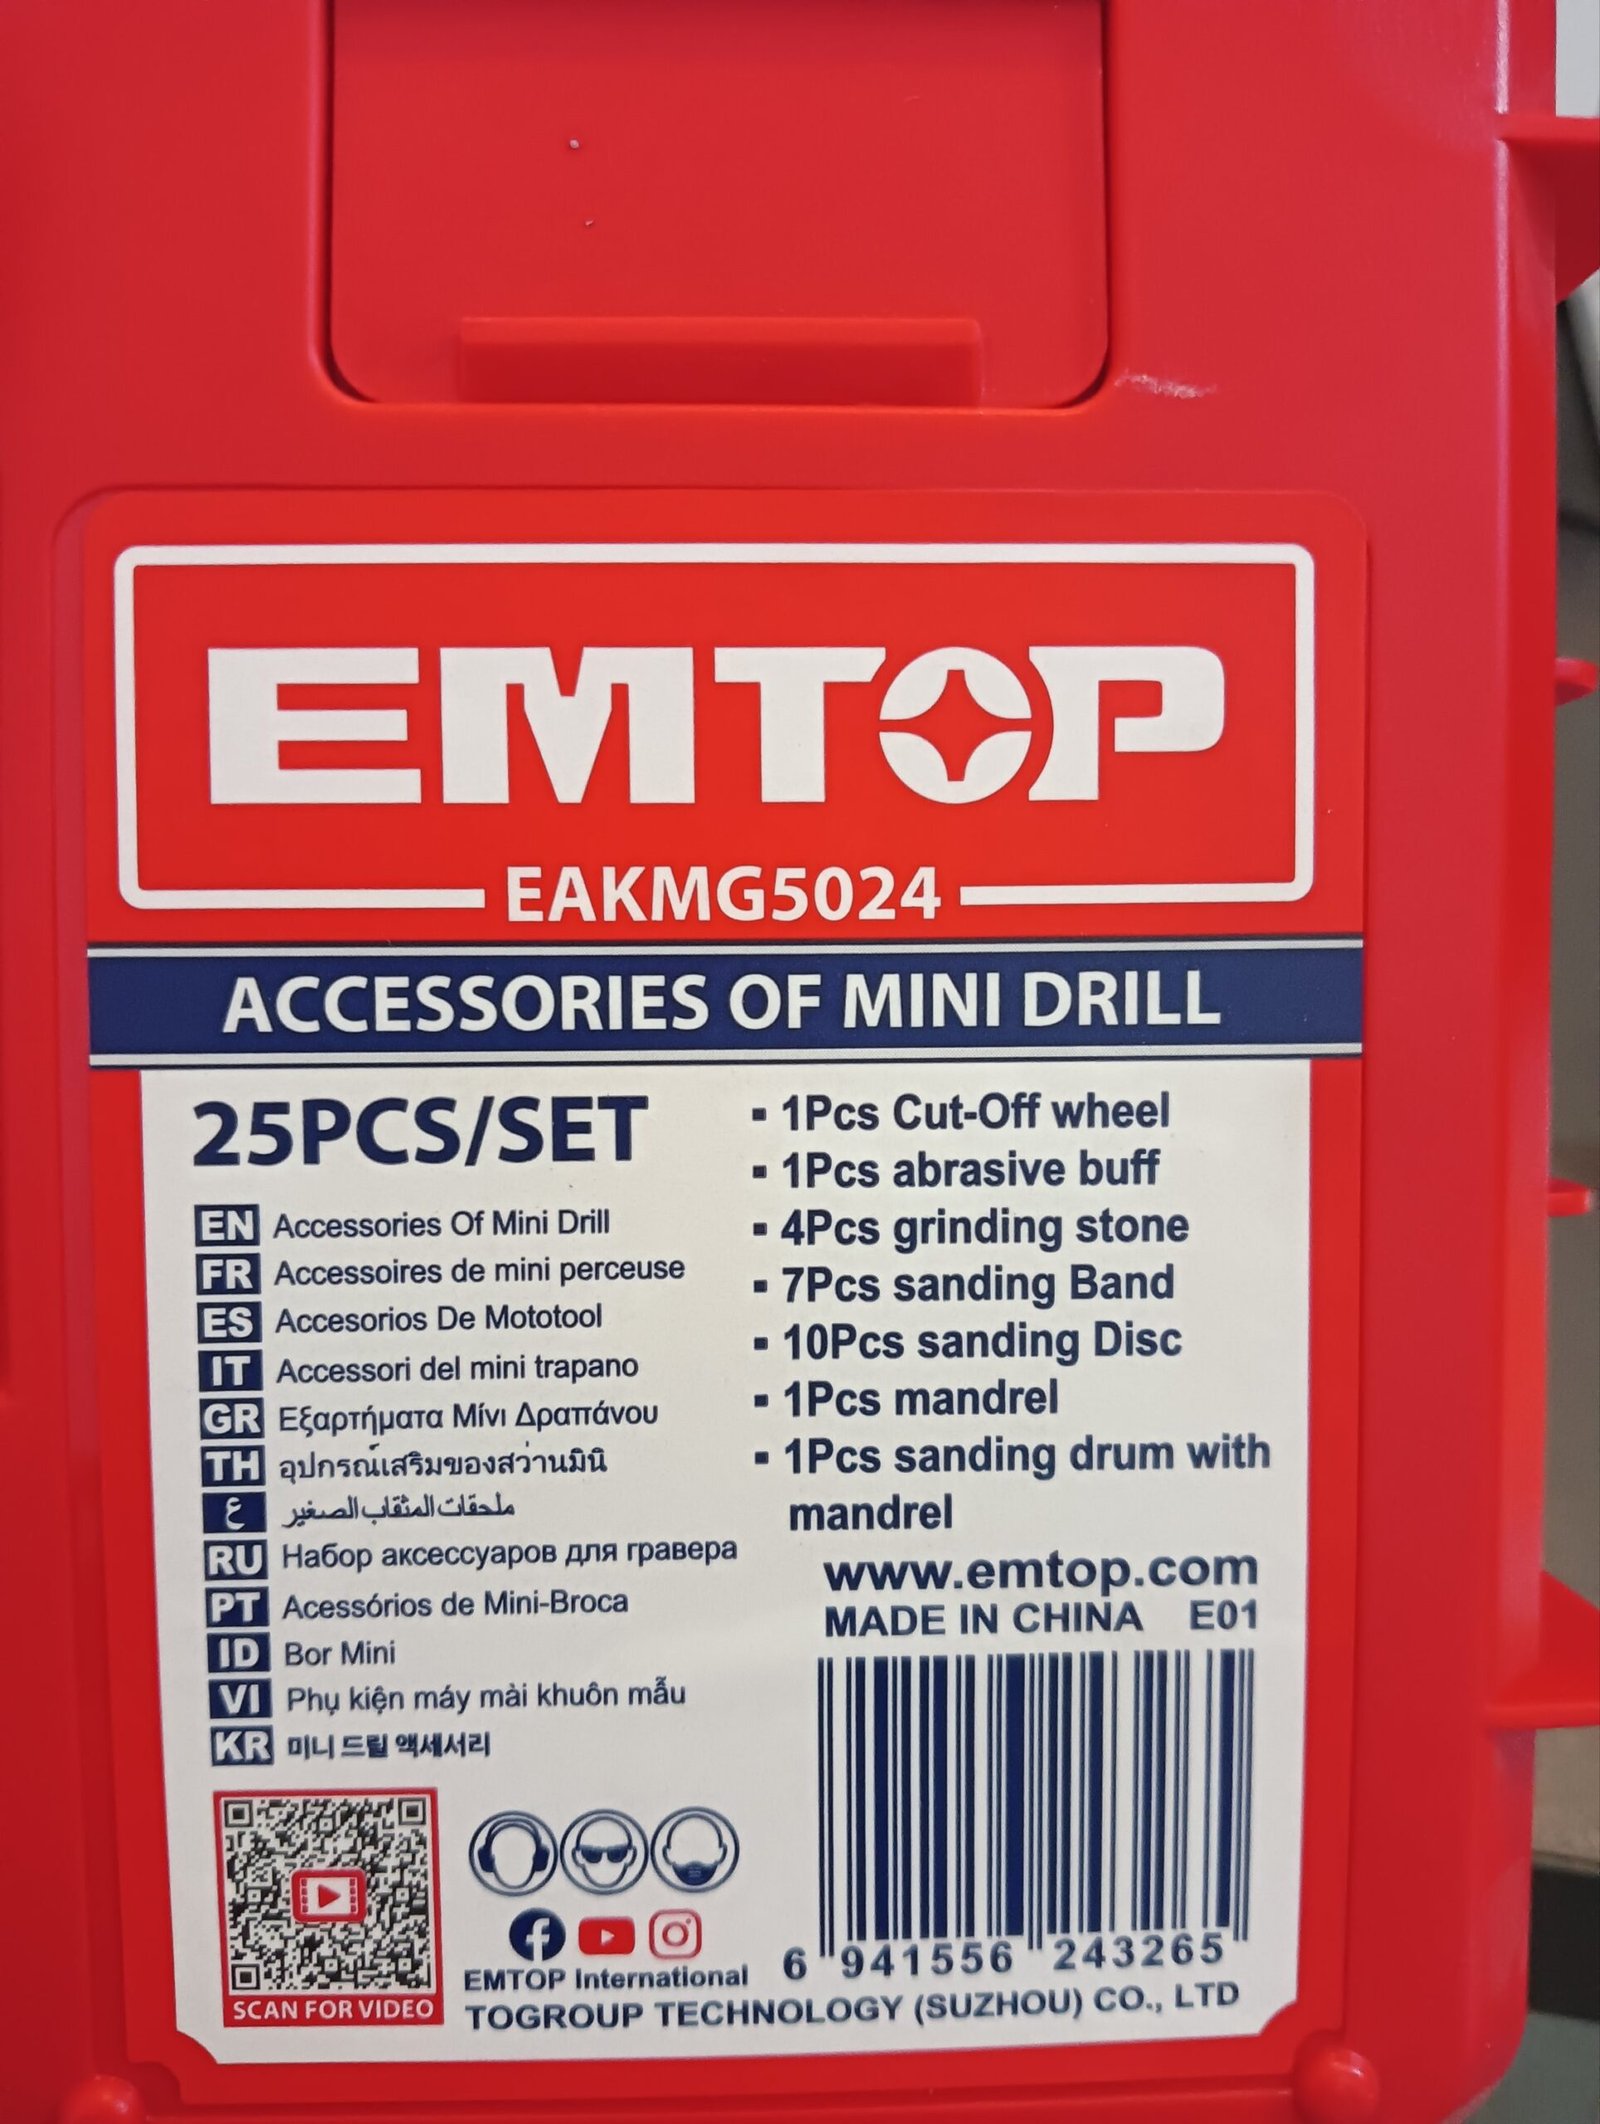 EMTOP
EAKMG5024
ACCESSORIES OF MINI DRILL
25PCS/SET
EN Accessories Of Mini Drill
FR Accessoires de mini perceuse
ES Accesorios De Mototool
IT Accessori del mini trapano
GR Εξαρτήματα Μίνι Δραπάνου
TH อุปกรณ์เสริมของสว่านมินิ
ع ملحقات المثقاب الصغير
RU Набор аксессуаров для гравера
PT Acessórios de Mini-Broca
ID Bor Mini
VI Phụ kiện máy mài khuôn mẫu
KR 미니 드릴 액세서리
▪ 1Pcs Cut-Off wheel
▪ 1Pcs abrasive buff
▪ 4Pcs grinding stone
▪ 7Pcs sanding Band
▪ 10Pcs sanding Disc
▪ 1Pcs mandrel
▪ 1Pcs sanding drum with
mandrel
www.emtop.com
MADE IN CHINA E01
6 941556 243265
SCAN FOR VIDEO
EMTOP International
TOGROUP TECHNOLOGY (SUZHOU) CO., LTD